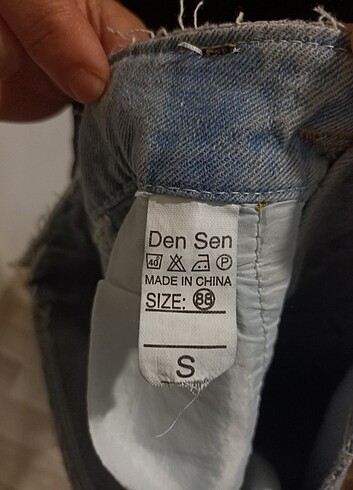 Den Sen
40 P
MADE IN CHINA
SIZE: 88
S